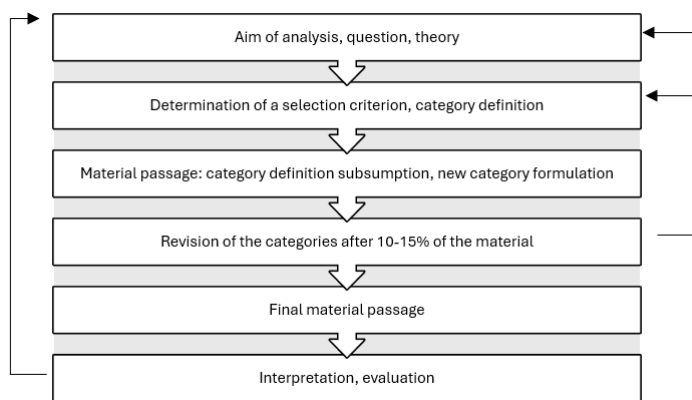 Aim of analysis, question, theory
Determination of a selection criterion, category definition
Material passage: category definition subsumption, new category formulation
Revision of the categories after 10-15% of the material
Final material passage
Interpretation, evaluation